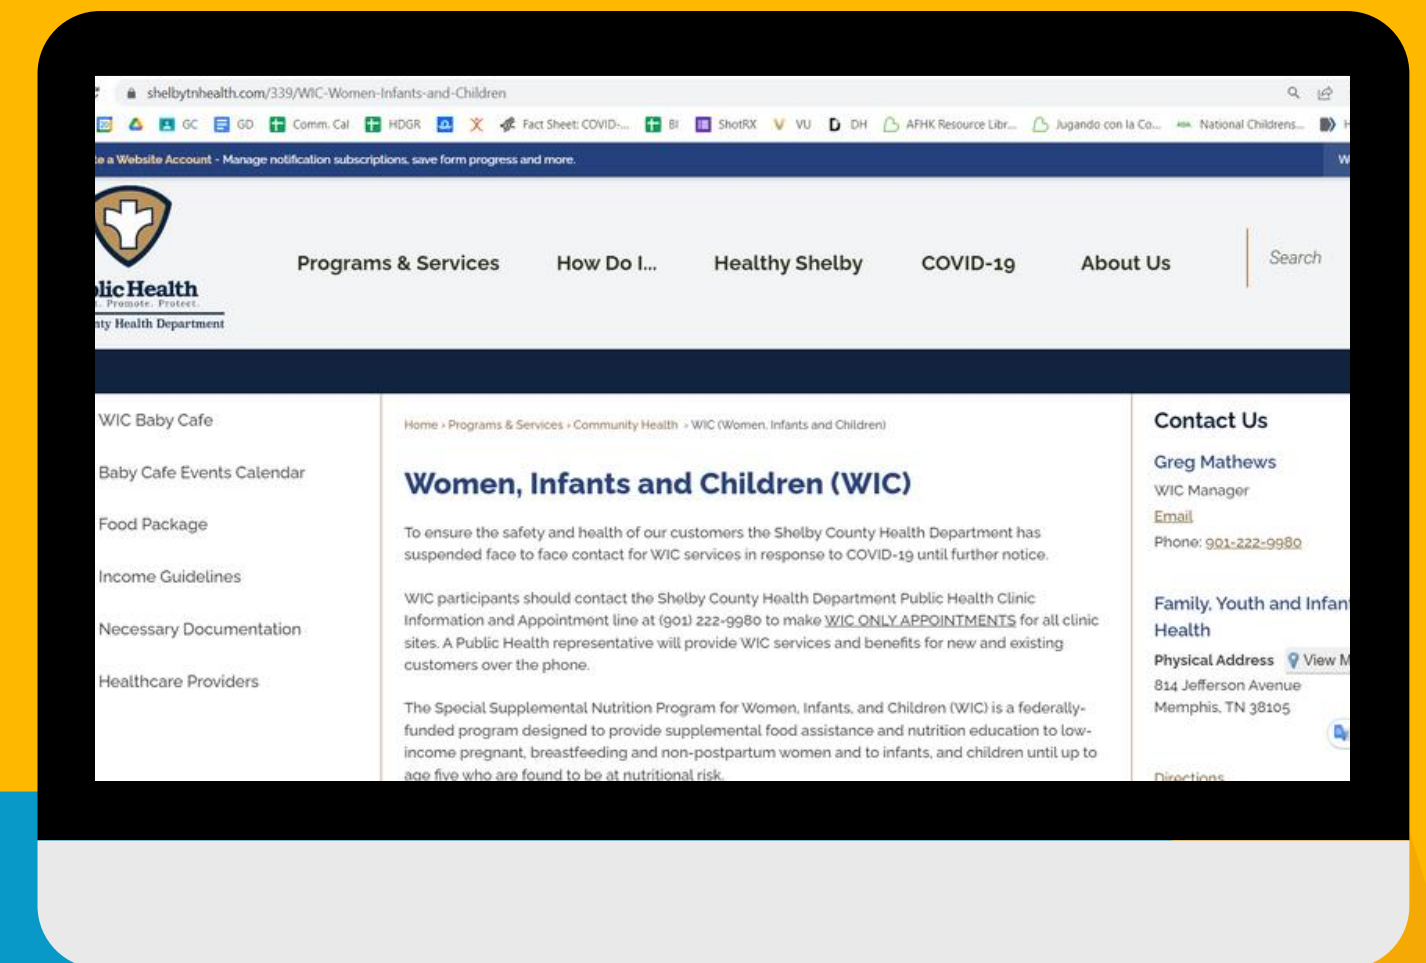 shelbytnhealth.com/339/WIC-Women-Infants-and-Children
GC GD Comm. Cal HDGR Fact Sheet: COVID-... BI ShotRX VU DH AFHK Resource Libr... Jugando con la Co... National Childrens...
te a Website Account - Manage notification subscriptions, save form progress and more.
Programs & Services How Do I... Healthy Shelby COVID-19 About Us Search
lic Health
t. Promote. Protect.
nty Health Department
WIC Baby Cafe
Baby Cafe Events Calendar
Food Package
Income Guidelines
Necessary Documentation
Healthcare Providers
Home › Programs & Services › Community Health › WIC (Women, Infants and Children)
Women, Infants and Children (WIC)
To ensure the safety and health of our customers the Shelby County Health Department has
suspended face to face contact for WIC services in response to COVID-19 until further notice.
WIC participants should contact the Shelby County Health Department Public Health Clinic
Information and Appointment line at (901) 222-9980 to make WIC ONLY APPOINTMENTS for all clinic
sites. A Public Health representative will provide WIC services and benefits for new and existing
customers over the phone.
The Special Supplemental Nutrition Program for Women, Infants, and Children (WIC) is a federally-
funded program designed to provide supplemental food assistance and nutrition education to low-
income pregnant, breastfeeding and non-postpartum women and to infants, and children until up to
age five who are found to be at nutritional risk.
Contact Us
Greg Mathews
WIC Manager
Email
Phone: 901-222-9980
Family, Youth and Infan
Health
Physical Address View M
814 Jefferson Avenue
Memphis, TN 38105
Directions